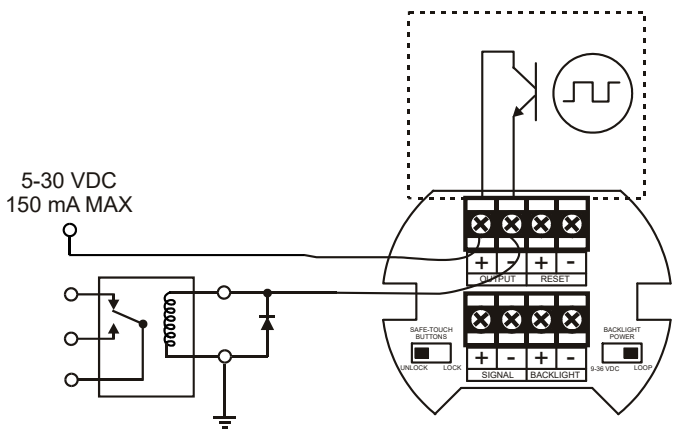 5-30 VDC
150 mA MAX
+ - + -
OUTPUT RESET
SAFE-TOUCH
BUTTONS
UNLOCK LOCK
+ - + -
SIGNAL BACKLIGHT
BACKLIGHT
POWER
9-36 VDC LOOP